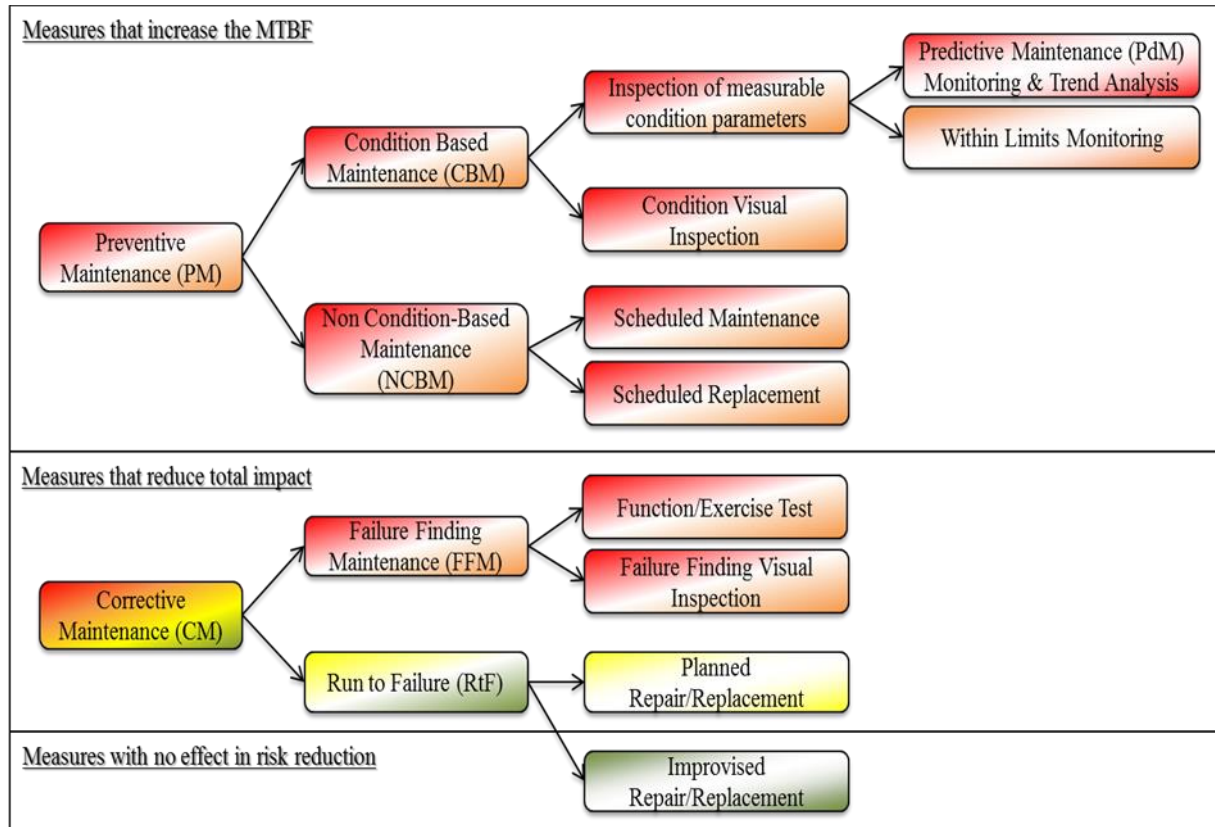 Measures that increase the MTBF
Predictive Maintenance (PdM)
Monitoring & Trend Analysis
Inspection of measurable
condition parameters
Within Limits Monitoring
Condition Based
Maintenance (CBM)
Condition Visual
Inspection
Preventive
Maintenance (PM)
Non Condition-Based
Maintenance
(NCBM)
Scheduled Maintenance
Scheduled Replacement
Measures that reduce total impact
Function/Exercise Test
Failure Finding
Maintenance (FFM)
Failure Finding Visual
Inspection
Corrective
Maintenance (CM)
Run to Failure (RtF)
Planned
Repair/Replacement
Measures with no effect in risk reduction
Improvised
Repair/Replacement